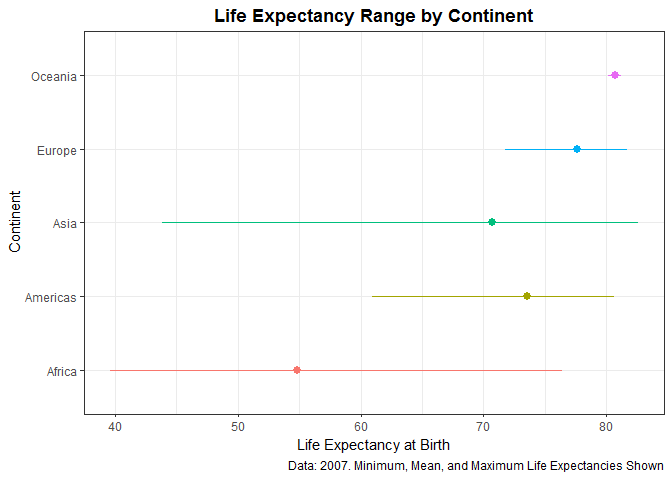 Life Expectancy Range by Continent
Oceania
Europe
Asia
Americas
Africa
Continent
40 50 60 70 80
Life Expectancy at Birth
Data: 2007. Minimum, Mean, and Maximum Life Expectancies Shown